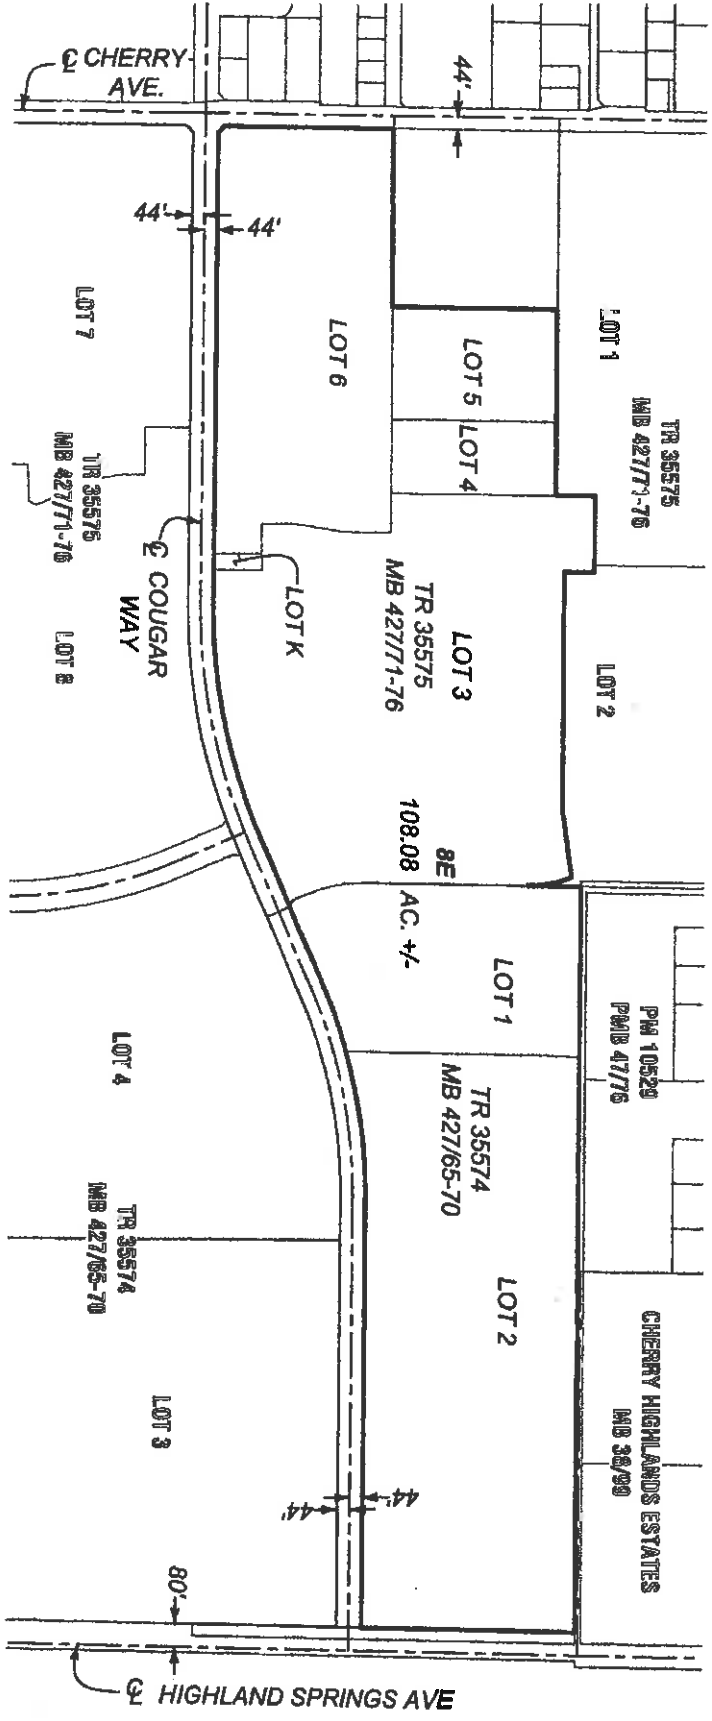 ℄ CHERRY
AVE.
44'
44'
44'
LOT 7
TR 35575
MB 427/71-76
LOT 8
LOT 6
LOT 5
LOT 4
LOT 1
TR 35575
MB 427/71-76
LOT 2
℄ COUGAR
WAY
LOT K
LOT 3
TR 35575
MB 427/71-76
8E
108.08 AC. +/-
LOT 1
TR 35574
MB 427/65-70
LOT 2
PM 10529
PMB 47/76
CHERRY HIGHLANDS ESTATES
MB 38/99
LOT 4
TR 35574
MB 427/65-70
LOT 3
44'
44'
80'
℄ HIGHLAND SPRINGS AVE